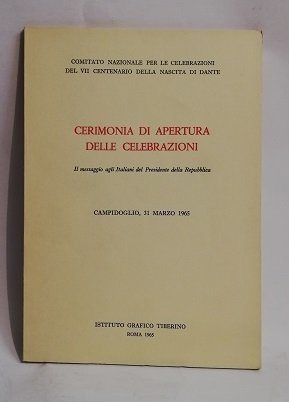 COMITATO NAZIONALE PER LE CELEBRAZIONI
DEL VII CENTENARIO DELLA NASCITA DI DANTE
CERIMONIA DI APERTURA
DELLE CELEBRAZIONI
Il messaggio agli Italiani del Presidente della Repubblica
CAMPIDOGLIO, 31 MARZO 1965
ISTITUTO GRAFICO TIBERINO
ROMA 1965